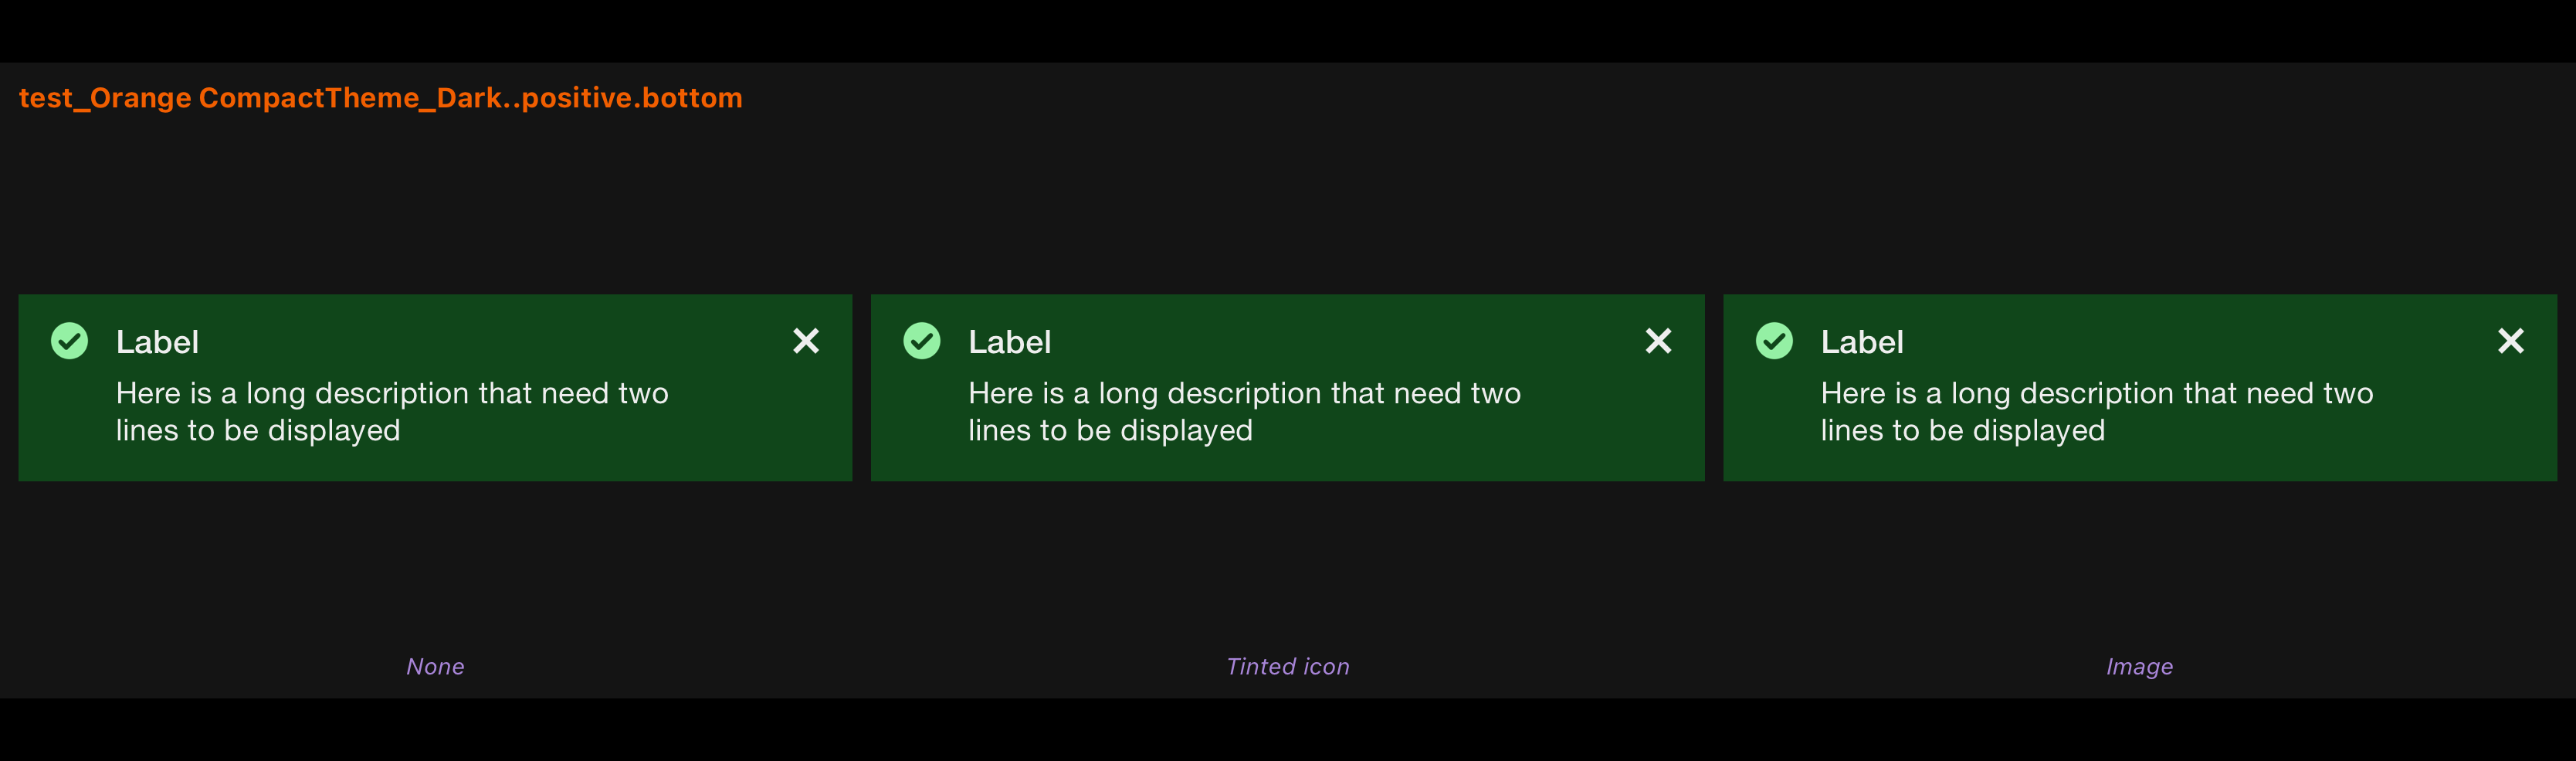 test_Orange CompactTheme_Dark..positive.bottom
Label
Here is a long description that need two
lines to be displayed
Label
Here is a long description that need two
lines to be displayed
Label
Here is a long description that need two
lines to be displayed
None
Tinted icon
Image